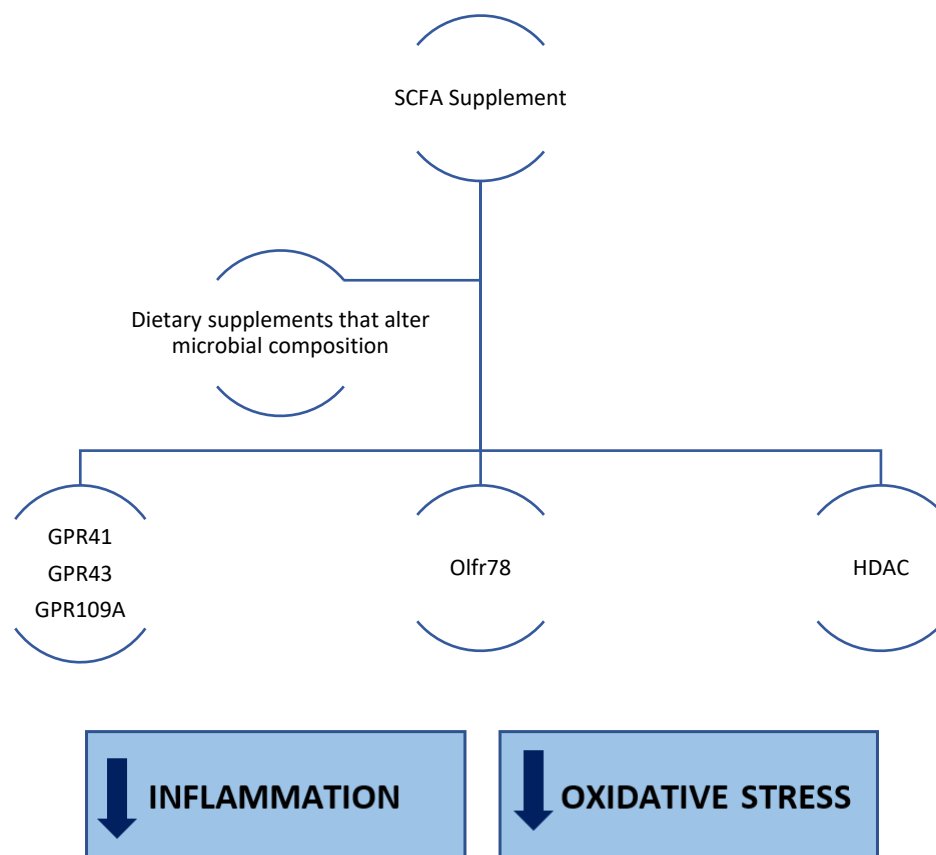 SCFA Supplement
Dietary supplements that alter
microbial composition
GPR41
GPR43
GPR109A
Olfr78
HDAC
INFLAMMATION
OXIDATIVE STRESS